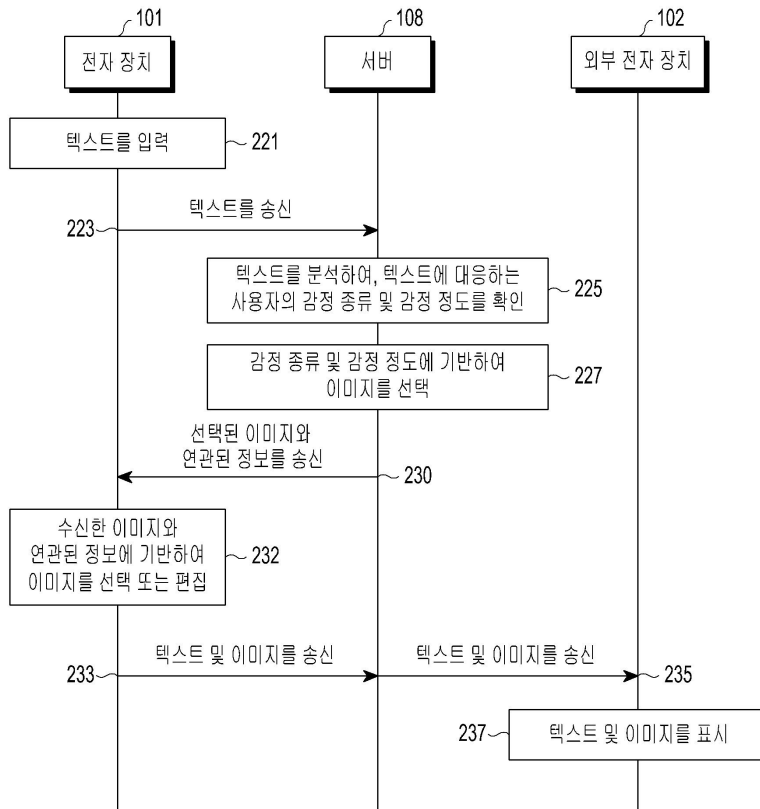 101
108
102
전자 장치
서버
외부 전자 장치
텍스트를 입력
221
텍스트를 송신
223
텍스트를 분석하여, 텍스트에 대응하는
사용자의 감정 종류 및 감정 정도를 확인
225
감정 종류 및 감정 정도에 기반하여
이미지를 선택
227
선택된 이미지와
연관된 정보를 송신
230
수신한 이미지와
연관된 정보에 기반하여
이미지를 선택 또는 편집
232
텍스트 및 이미지를 송신
텍스트 및 이미지를 송신
233
235
237
텍스트 및 이미지를 표시